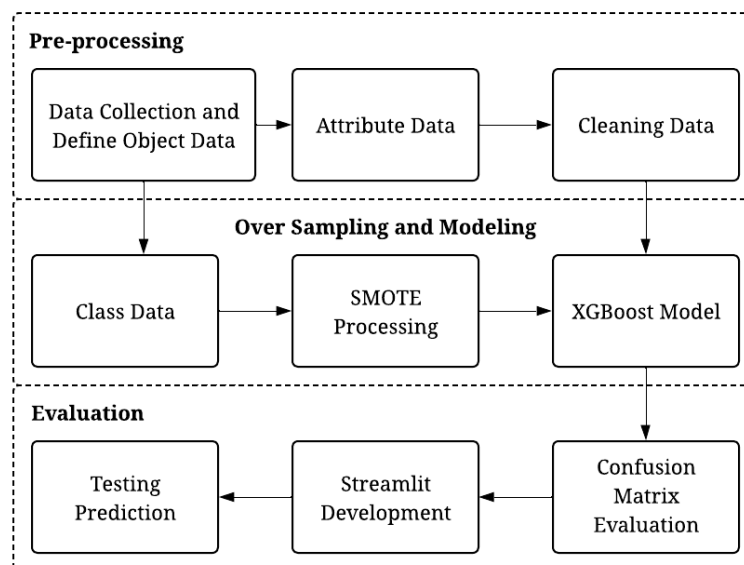 Pre-processing
Data Collection and
Define Object Data
Attribute Data
Cleaning Data
Over Sampling and Modeling
Class Data
SMOTE
Processing
XGBoost Model
Evaluation
Testing
Prediction
Streamlit
Development
Confusion
Matrix
Evaluation